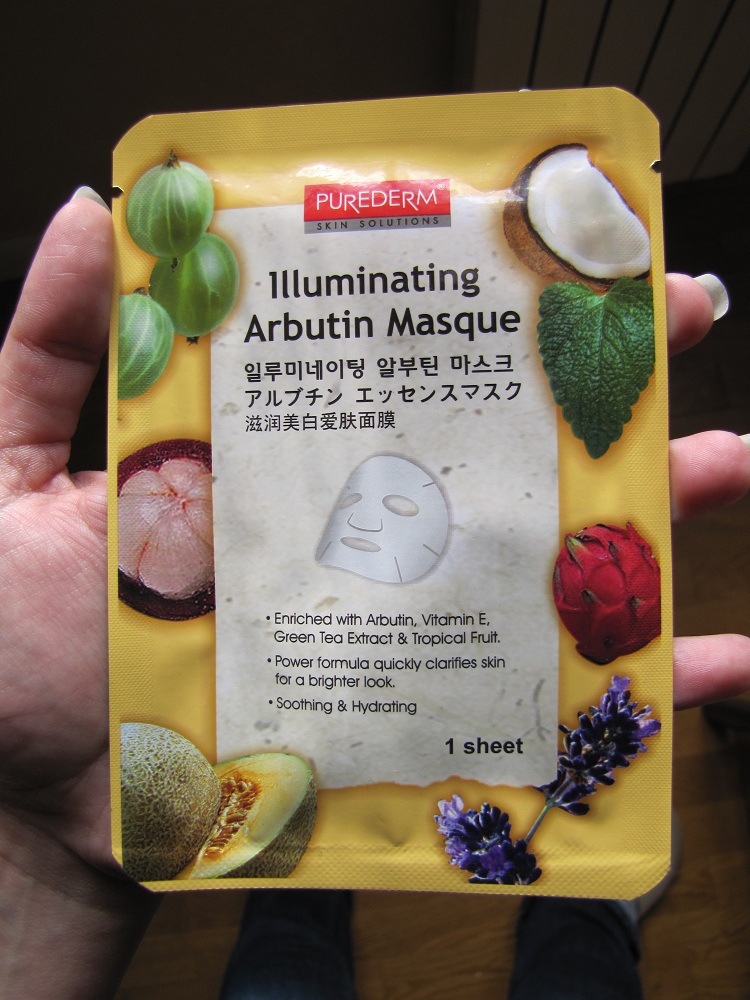 PUREDERM
SKIN SOLUTIONS
Illuminating
Arbutin Masque
일루미네이팅 알부틴 마스크
アルブチン エッセンスマスク
滋润美白爱肤面膜
• Enriched with Arbutin, Vitamin E,
Green Tea Extract & Tropical Fruit.
• Power formula quickly clarifies skin
for a brighter look.
• Soothing & Hydrating
1 sheet